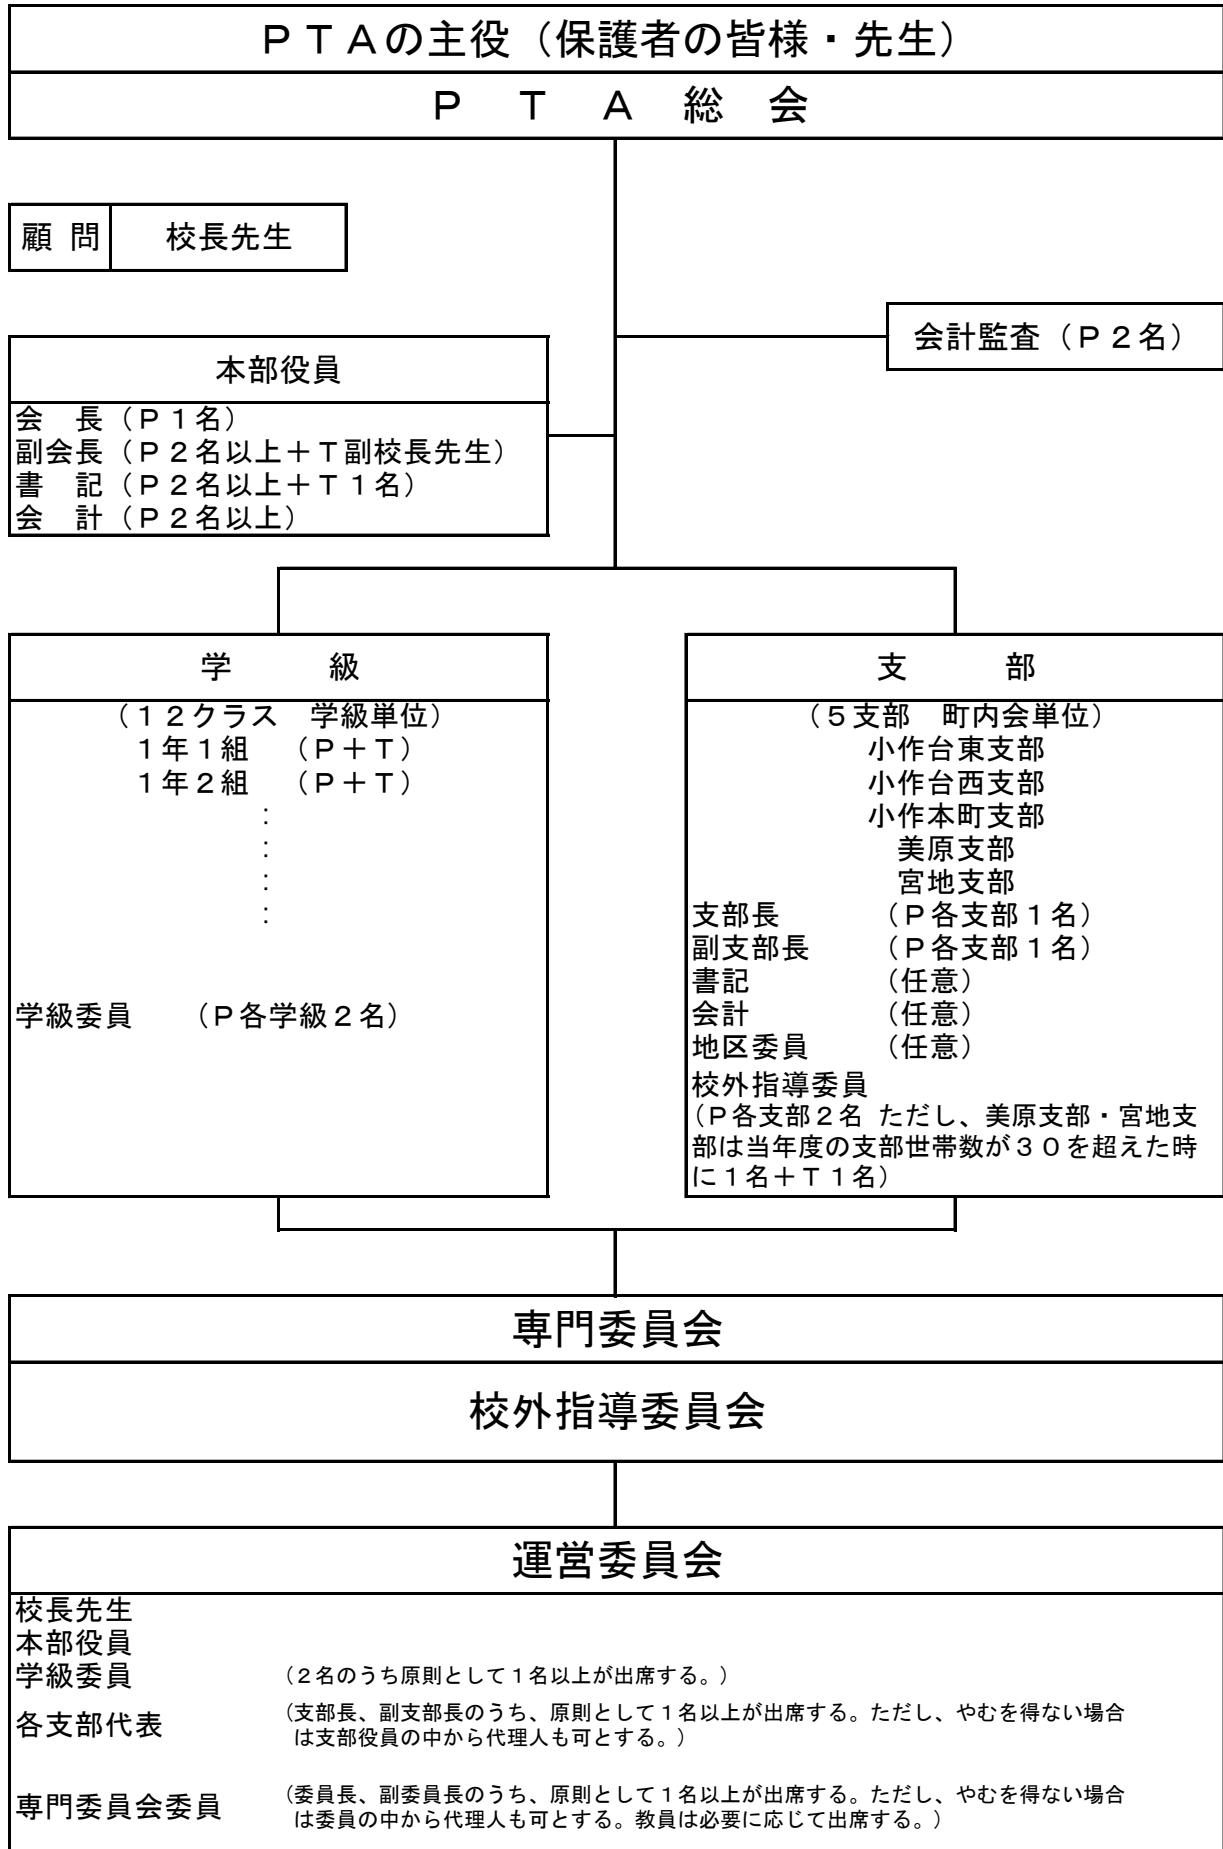 ＰＴＡの主役（保護者の皆様・先生）
Ｐ　Ｔ　Ａ　総　会
顧 問　校長先生
会計監査（Ｐ２名）
本部役員
会　長（Ｐ１名）
副会長（Ｐ２名以上＋Ｔ副校長先生）
書　記（Ｐ２名以上＋Ｔ１名）
会　計（Ｐ２名以上）
学　　　級
（１２クラス　学級単位）
１年１組　（Ｐ＋Ｔ）
１年２組　（Ｐ＋Ｔ）
：
：
：
：
学級委員　　（Ｐ各学級２名）
支　　　部
（５支部　町内会単位）
小作台東支部
小作台西支部
小作本町支部
美原支部
宮地支部
支部長　　　（Ｐ各支部１名）
副支部長　　（Ｐ各支部１名）
書記　　　　（任意）
会計　　　　（任意）
地区委員　　（任意）
校外指導委員
（Ｐ各支部２名 ただし、美原支部・宮地支
部は当年度の支部世帯数が３０を超えた時
に１名＋Ｔ１名）
専門委員会
校外指導委員会
運営委員会
校長先生
本部役員
学級委員　（２名のうち原則として１名以上が出席する。）
各支部代表　（支部長、副支部長のうち、原則として１名以上が出席する。ただし、やむを得ない場合
は支部役員の中から代理人も可とする。）
専門委員会委員　（委員長、副委員長のうち、原則として１名以上が出席する。ただし、やむを得ない場合
は委員の中から代理人も可とする。教員は必要に応じて出席する。）